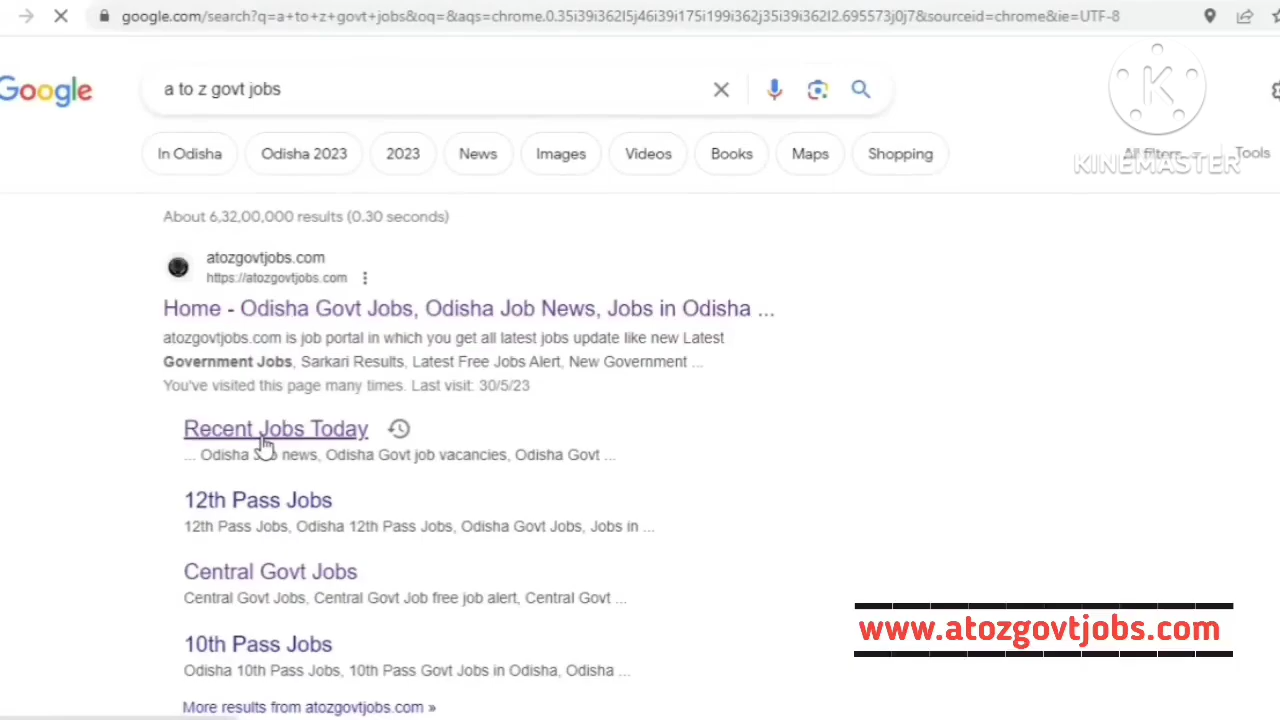 google.com/search?q=a+to+z+govt+jobs&oq=&aqs=chrome.0.35i39i362l5j46i39i175i199i362j35i39i362l2.695573j0j7&sourceid=chrome&ie=UTF-8
Google
a to z govt jobs
K
KINEMASTER
In Odisha
Odisha 2023
2023
News
Images
Videos
Books
Maps
Shopping
All filters
Tools
About 6,32,00,000 results (0.30 seconds)
atozgovtjobs.com
https://atozgovtjobs.com
Home - Odisha Govt Jobs, Odisha Job News, Jobs in Odisha ...
atozgovtjobs.com is job portal in which you get all latest jobs update like new Latest
Government Jobs, Sarkari Results, Latest Free Jobs Alert, New Government ...
You've visited this page many times. Last visit: 30/5/23
Recent Jobs Today
... Odisha Job news, Odisha Govt job vacancies, Odisha Govt ...
12th Pass Jobs
12th Pass Jobs, Odisha 12th Pass Jobs, Odisha Govt Jobs, Jobs in ...
Central Govt Jobs
Central Govt Jobs, Central Govt Job free job alert, Central Govt ...
10th Pass Jobs
Odisha 10th Pass Jobs, 10th Pass Govt Jobs in Odisha, Odisha ...
More results from atozgovtjobs.com »
www.atozgovtjobs.com